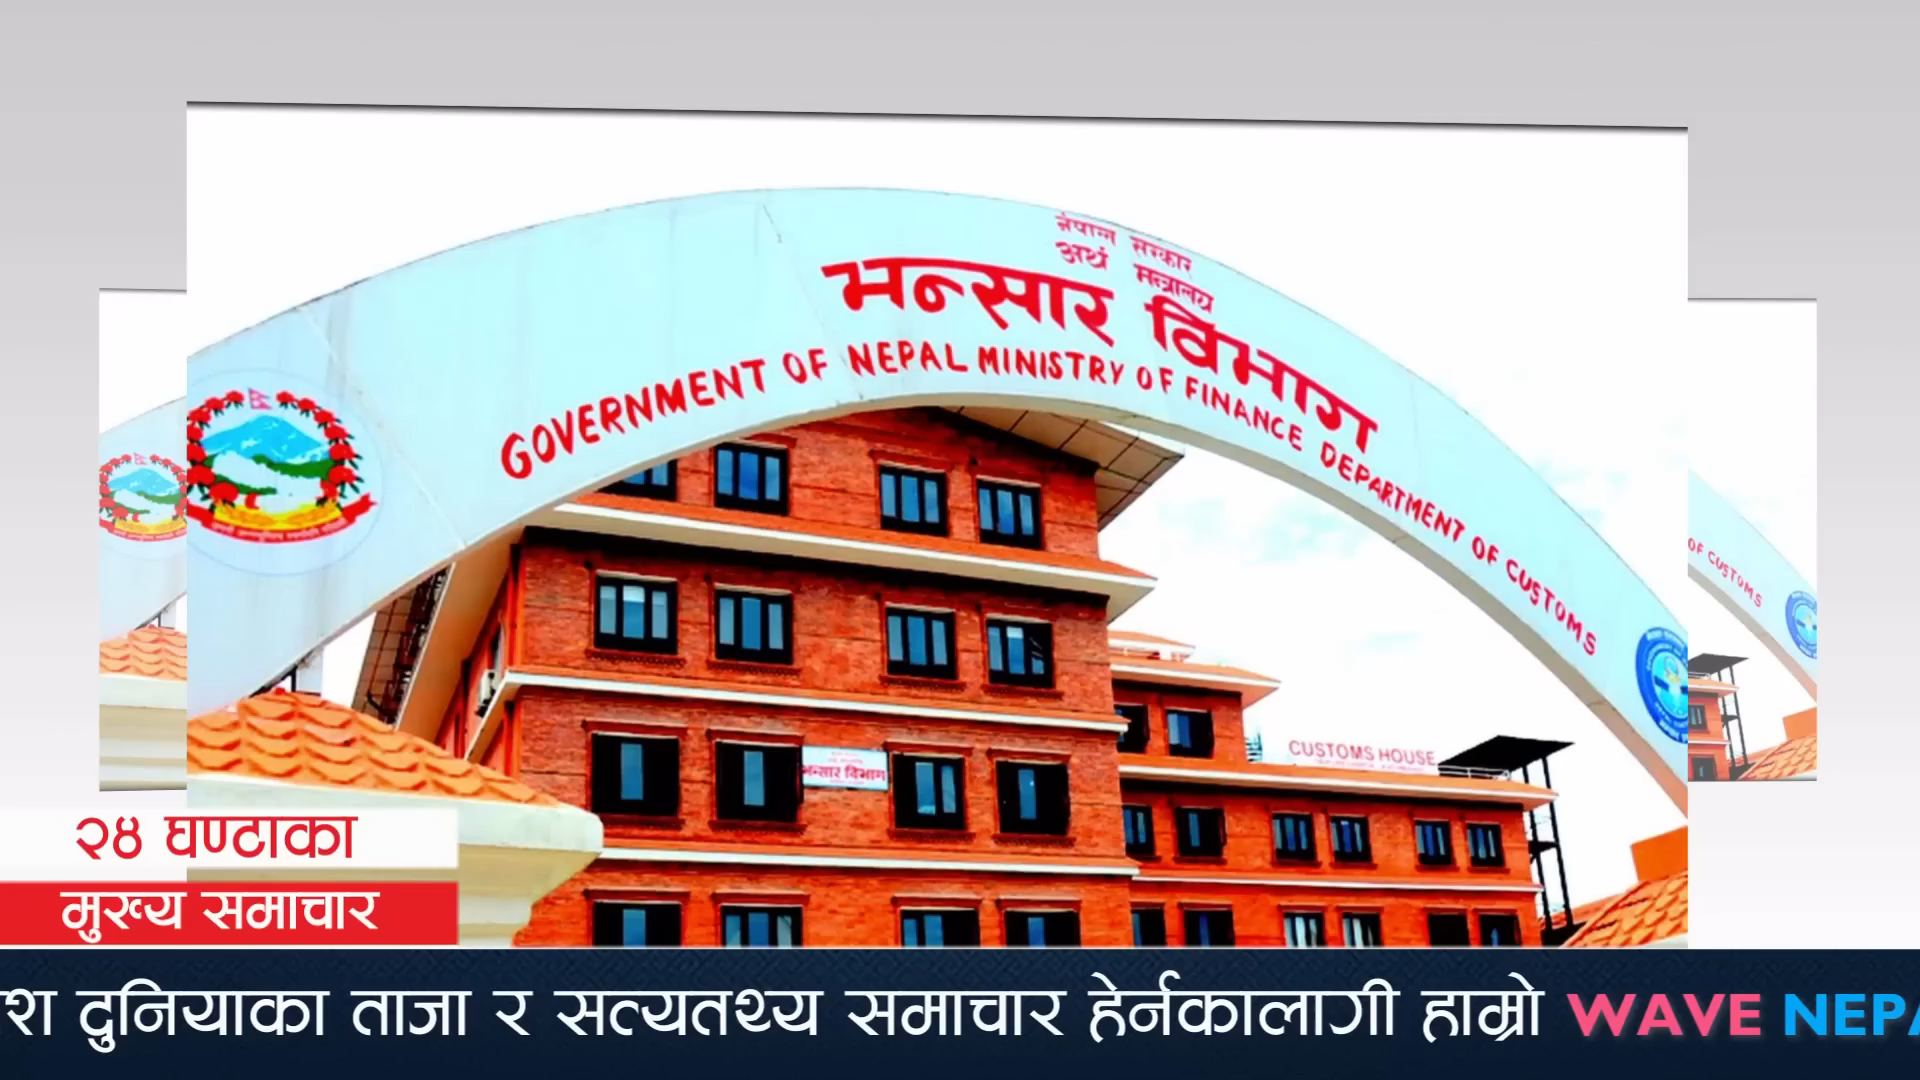 नेपाल सरकार
अर्थ मन्त्रालय
भन्सार विभाग
GOVERNMENT OF NEPAL MINISTRY OF FINANCE DEPARTMENT OF CUSTOMS
OF CUSTOMS
CUSTOMS HOUSE
भन्सार विभाग
२४ घण्टाका
मुख्य समाचार
श दुनियाका ताजा र सत्यतथ्य समाचार हेर्नकालागी हाम्रो WAVE NEPA